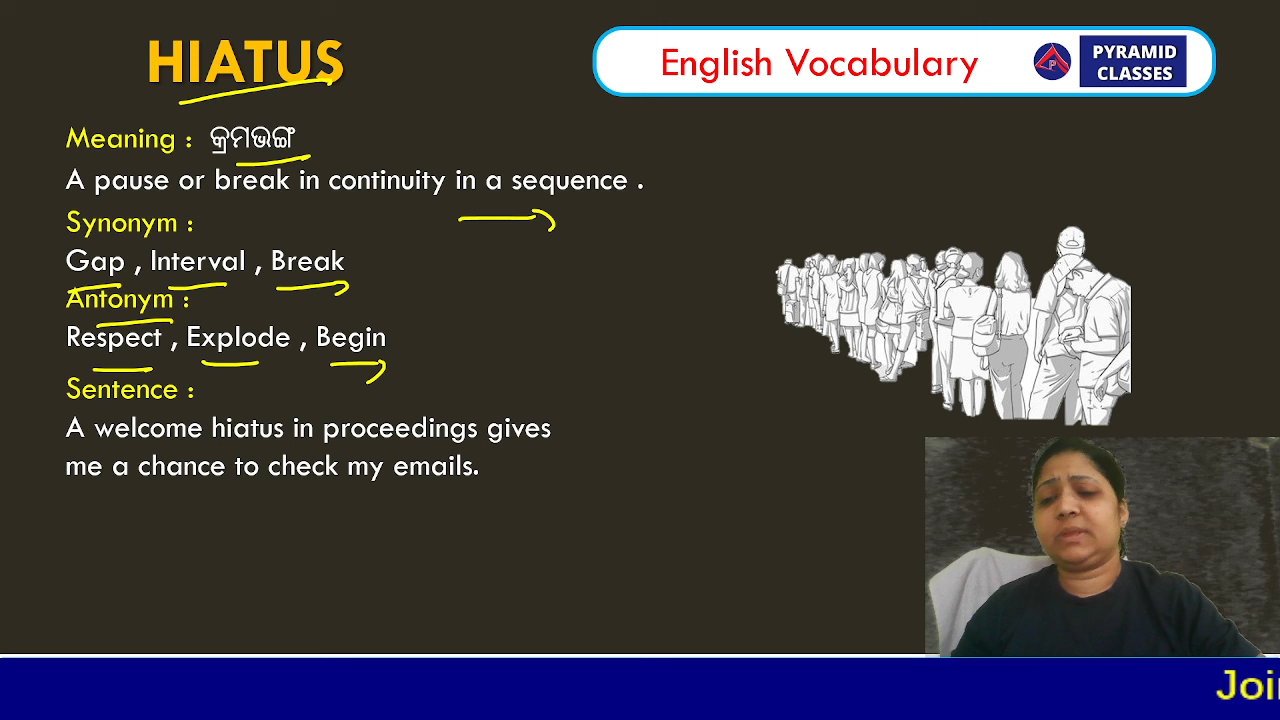 HIATUS
English Vocabulary
PYRAMID
CLASSES
Meaning : କ୍ରମଭଙ୍ଗ
A pause or break in continuity in a sequence .
Synonym :
Gap , Interval , Break
Antonym :
Respect , Explode , Begin
Sentence :
A welcome hiatus in proceedings gives
me a chance to check my emails.